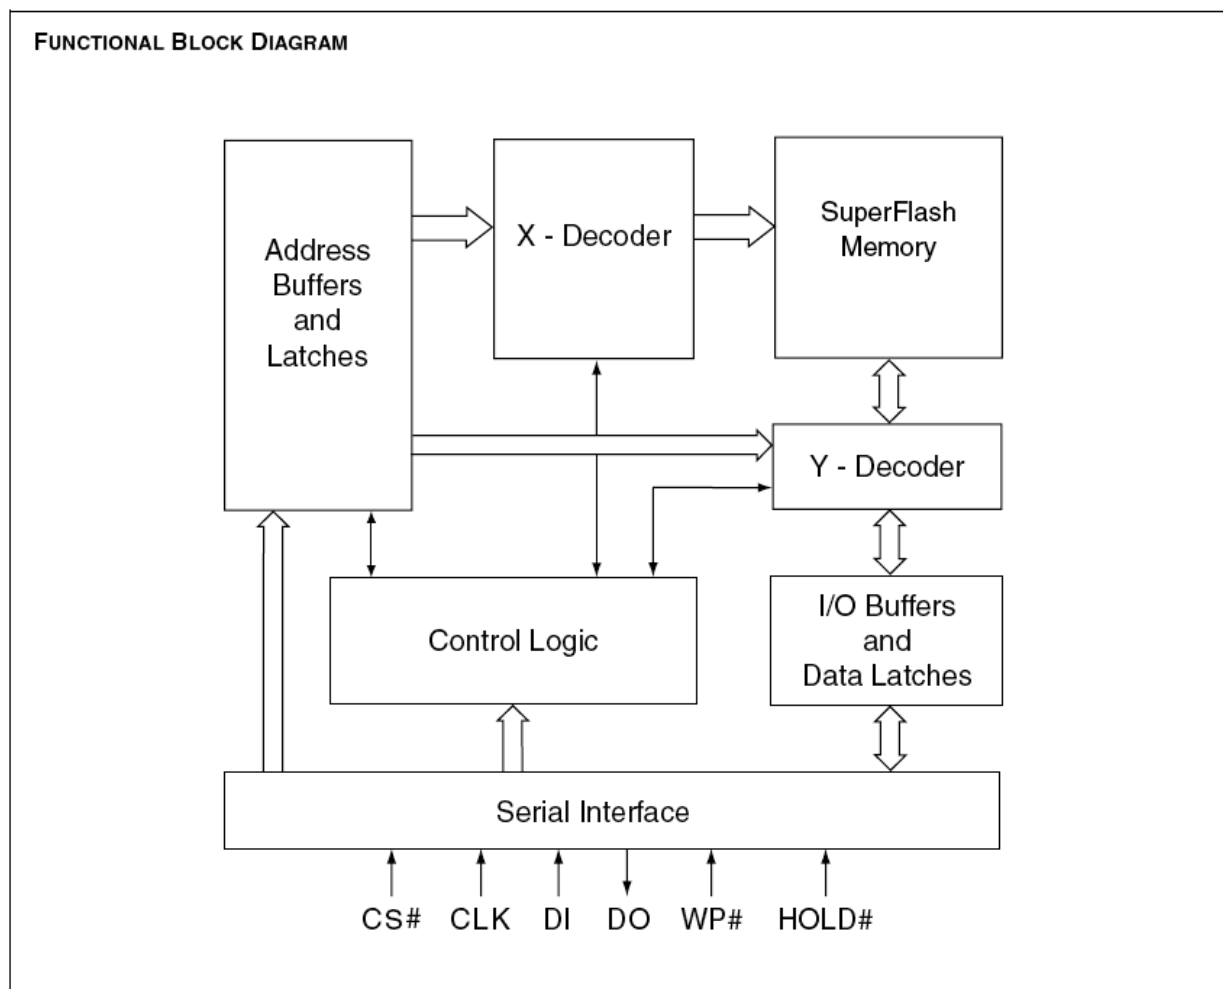 FUNCTIONAL BLOCK DIAGRAM
Address
Buffers
and
Latches
X - Decoder
SuperFlash
Memory
Y - Decoder
Control Logic
I/O Buffers
and
Data Latches
Serial Interface
CS# CLK DI DO WP# HOLD#